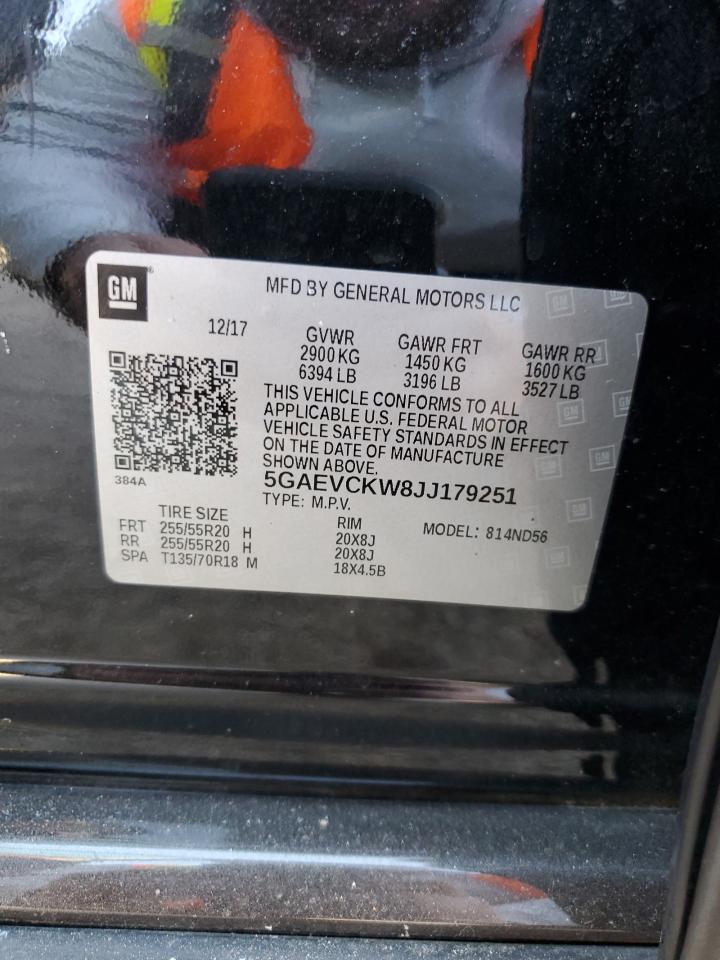 GM
MFD BY GENERAL MOTORS LLC
12/17
GVWR
2900 KG
6394 LB
GAWR FRT
1450 KG
3196 LB
GAWR RR
1600 KG
3527 LB
THIS VEHICLE CONFORMS TO ALL
APPLICABLE U.S. FEDERAL MOTOR
VEHICLE SAFETY STANDARDS IN EFFECT
ON THE DATE OF MANUFACTURE
SHOWN ABOVE.
384A
5GAEVCKW8JJ179251
TYPE: M.P.V.
MODEL: 814ND56
TIRE SIZE
RIM
FRT 255/55R20 H 20X8J
RR 255/55R20 H 20X8J
SPA T135/70R18 M 18X4.5B